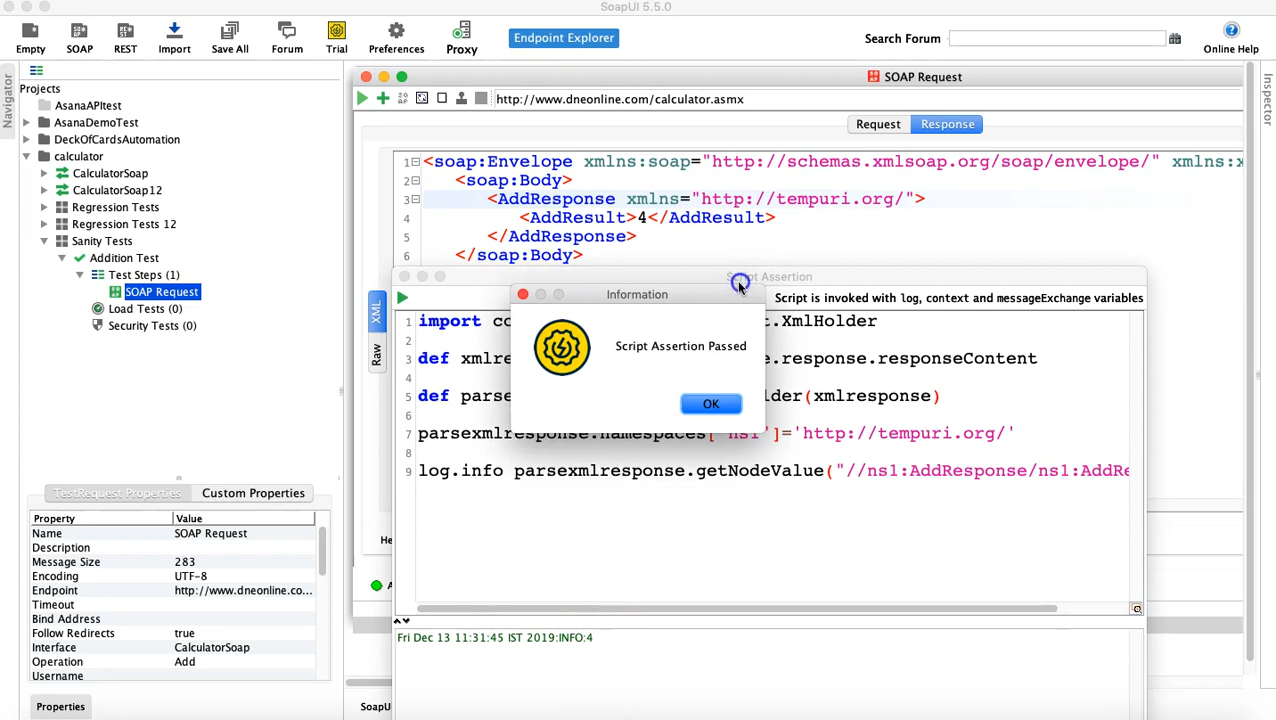 SoapUI 5.5.0
Empty SOAP REST Import Save All Forum Trial Preferences Proxy
Endpoint Explorer
Search Forum
Online Help
Navigator
Projects
AsanaAPItest
AsanaDemoTest
DeckOfCardsAutomation
calculator
CalculatorSoap
CalculatorSoap12
Regression Tests
Regression Tests 12
Sanity Tests
Addition Test
Test Steps (1)
SOAP Request
Load Tests (0)
Security Tests (0)
TestRequest Properties Custom Properties
Property Value
Name SOAP Request
Description
Message Size 283
Encoding UTF-8
Endpoint http://www.dneonline.co...
Timeout
Bind Address
Follow Redirects true
Interface CalculatorSoap
Operation Add
Username
Properties
SOAP Request
http://www.dneonline.com/calculator.asmx
Request Response
1 <soap:Envelope xmlns:soap="http://schemas.xmlsoap.org/soap/envelope/" xmlns:x
2 <soap:Body>
3 <AddResponse xmlns="http://tempuri.org/">
4 <AddResult>4</AddResult>
5 </AddResponse>
6 </soap:Body>
XML
Raw
Assertion
Script is invoked with log, context and messageExchange variables
1 import t.XmlHolder
2
3 def e.response.responseContent
4
5 def (xmlresponse)
6
7 parsexmlresponse.namespaces['ns1']='http://tempuri.org/'
8
9 log.info parsexmlresponse.getNodeValue("//ns1:AddResponse/ns1:AddRe
Information
Script Assertion Passed
OK
Fri Dec 13 11:31:45 IST 2019:INFO:4
SoapU
Inspector